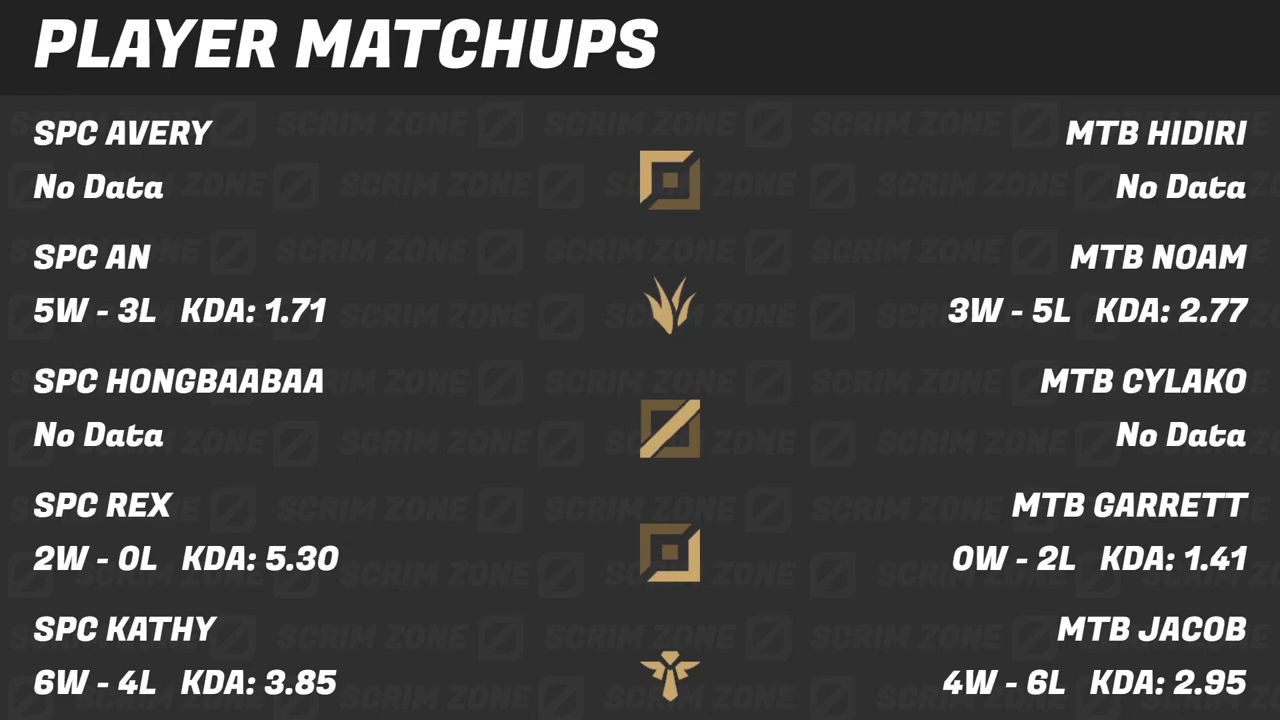 PLAYER MATCHUPS
SPC AVERY
MTB HIDIRI
No Data
No Data
SPC AN
MTB NOAM
5W - 3L KDA: 1.71
3W - 5L KDA: 2.77
SPC HONGBAABAA
MTB CYLAKO
No Data
No Data
SPC REX
MTB GARRETT
2W - 0L KDA: 5.30
0W - 2L KDA: 1.41
SPC KATHY
MTB JACOB
6W - 4L KDA: 3.85
4W - 6L KDA: 2.95
SCRIM ZONE